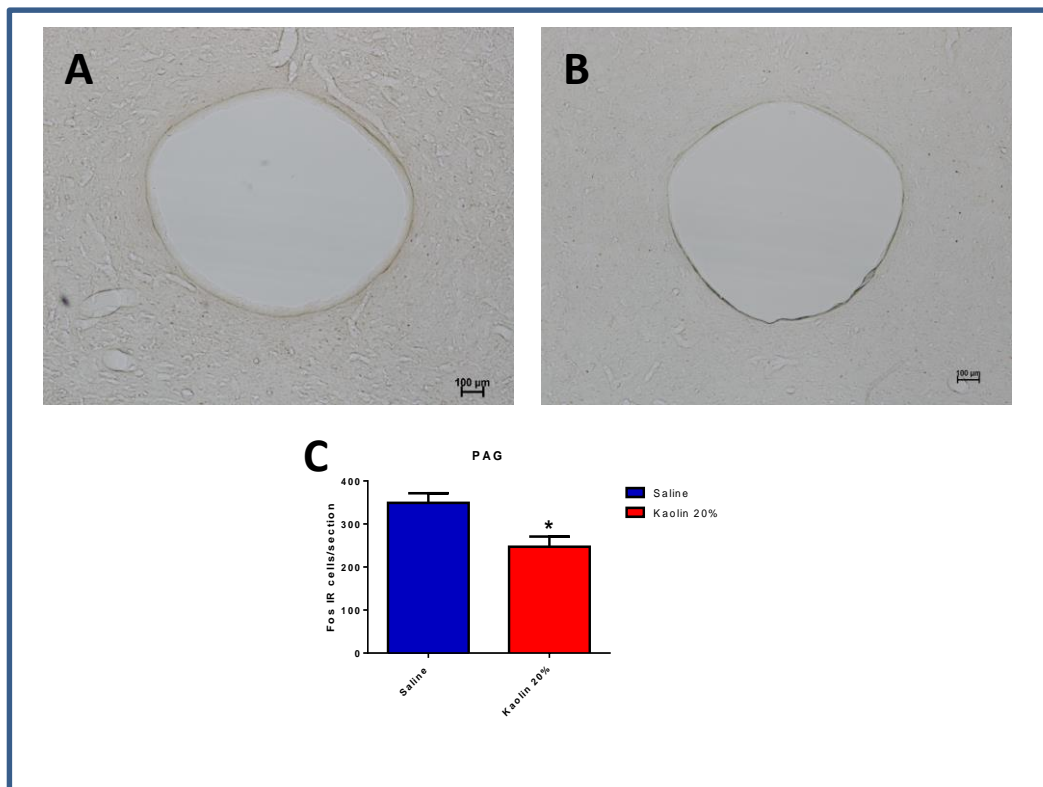 A
B
100 µm
100 µm
C
PAG
Fos IR cells/section
400
300
200
100
0
*
Saline
Kaolin 20%
Saline
Kaolin 20%